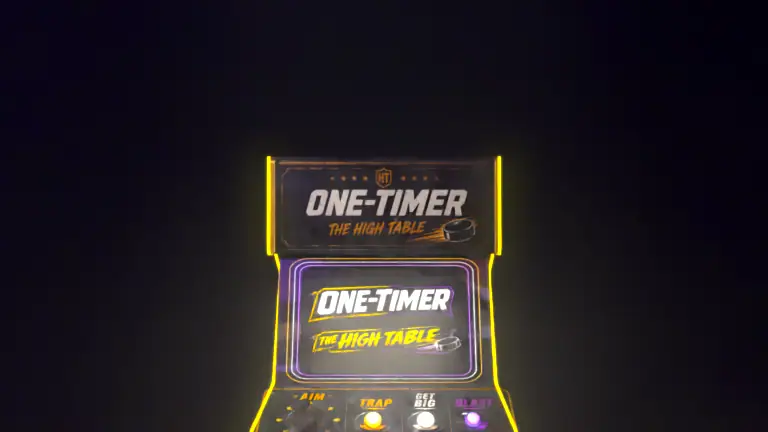 HT
ONE-TIMER
THE HIGH TABLE
ONE-TIMER
THE HIGH TABLE
AIM
TRAP
GET
BIG
BLAST